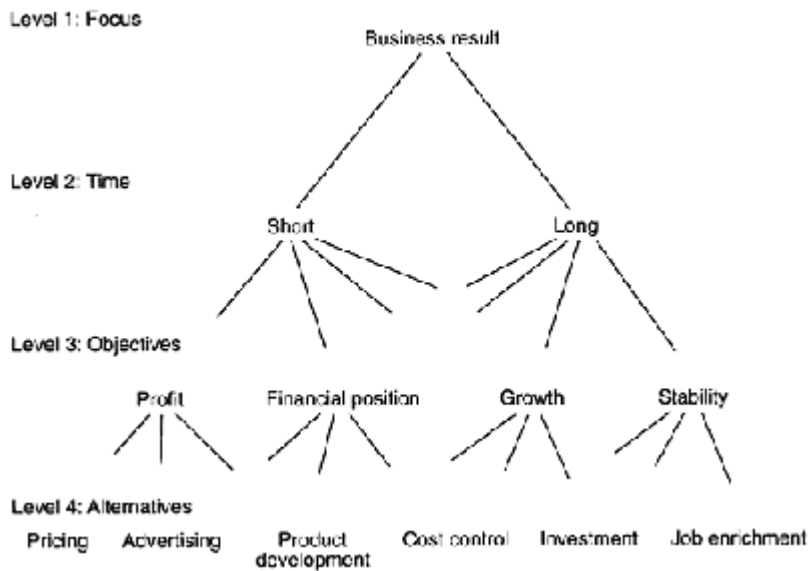 Level 1: Focus
Business result
Level 2: Time
Short Long
Level 3: Objectives
Profit Financial position Growth Stability
Level 4: Alternatives
Pricing Advertising Product development Cost control Investment Job enrichment